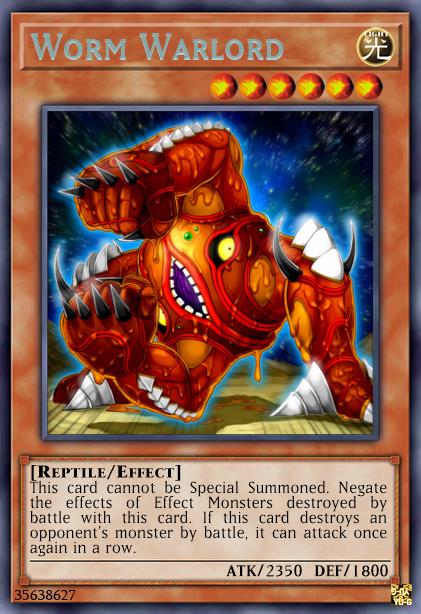 WORM WARLORD
LIGHT
光
[REPTILE/EFFECT]
This card cannot be Special Summoned. Negate
the effects of Effect Monsters destroyed by
battle with this card. If this card destroys an
opponent's monster by battle, it can attack once
again in a row.
ATK/2350 DEF/1800
35638627